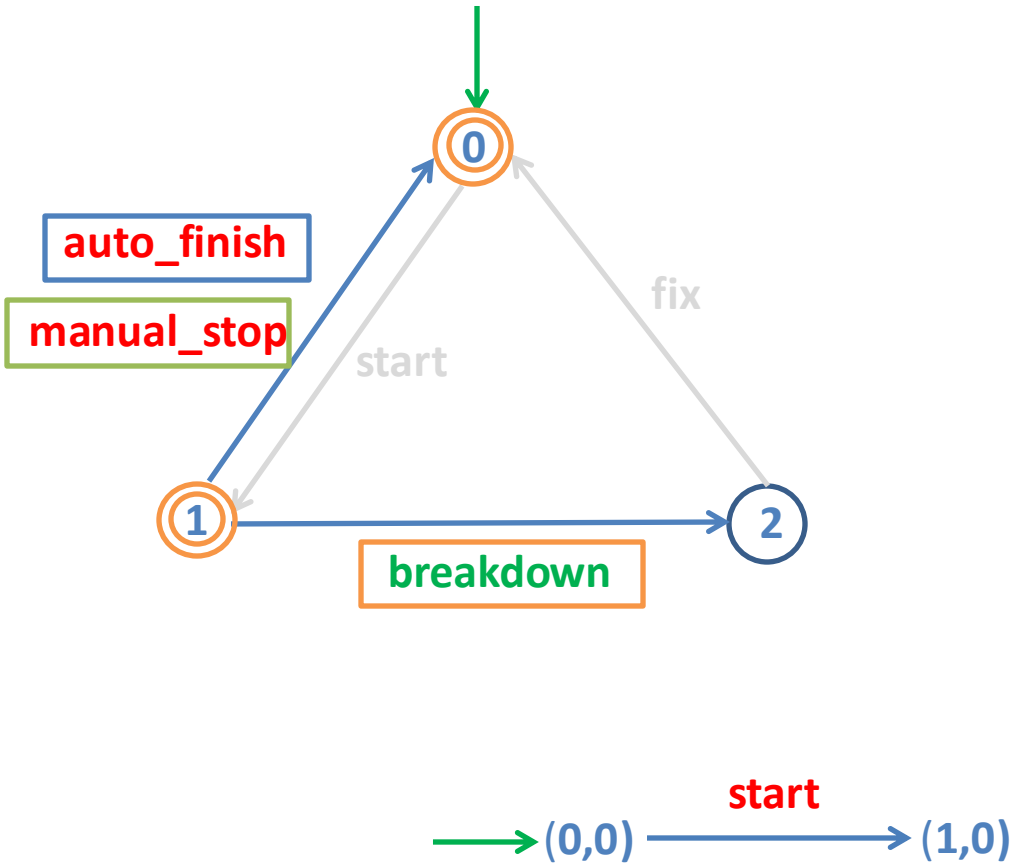 0
auto_finish
fix
manual_stop
start
1
2
breakdown
start
(0,0)
(1,0)